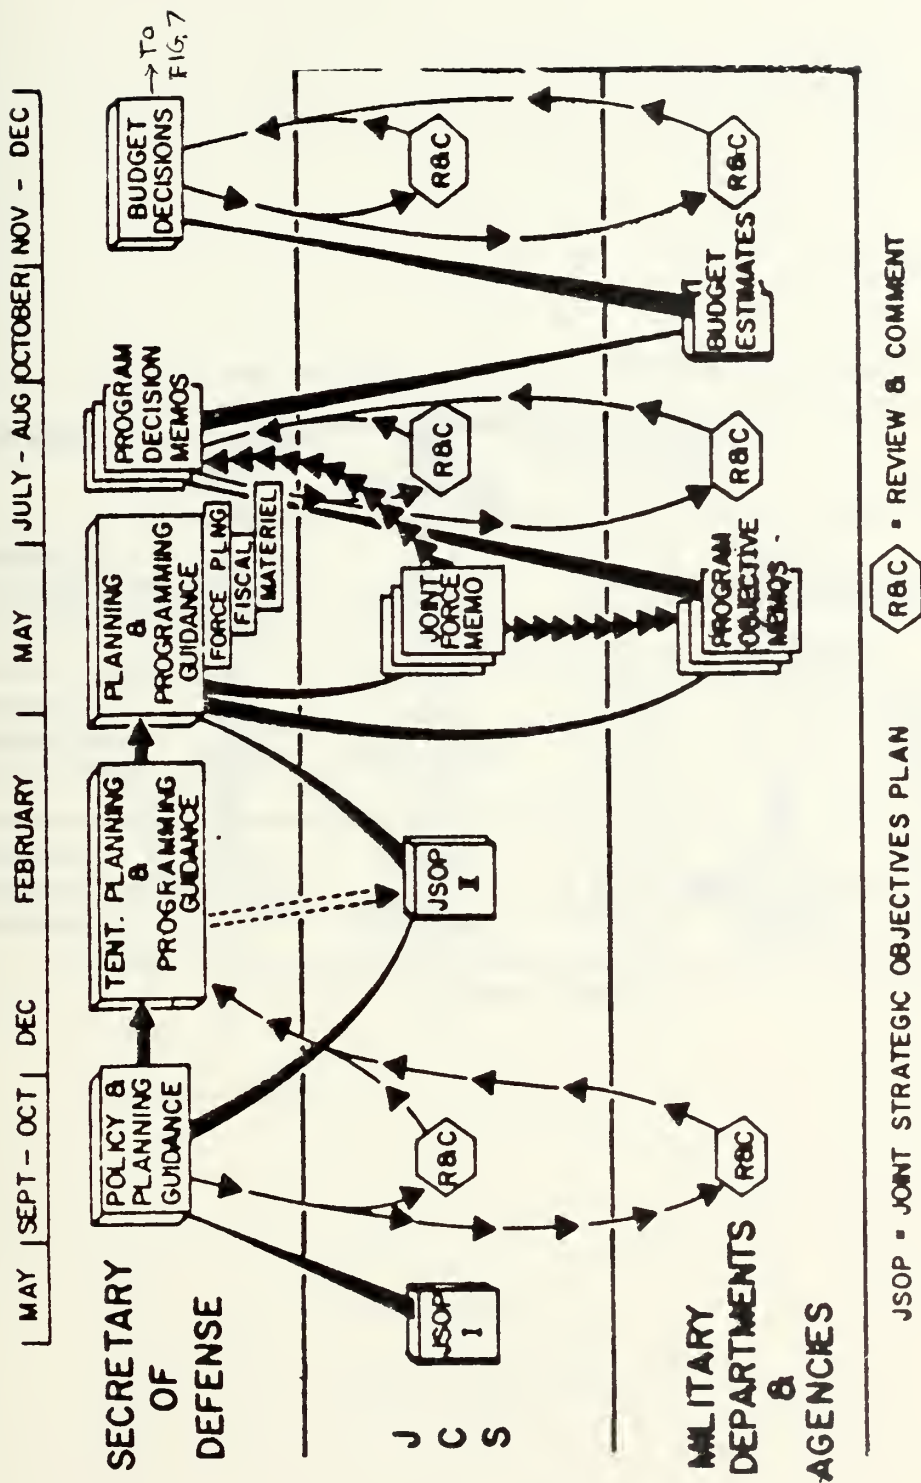 MAY | SEPT - OCT | DEC FEBRUARY | MAY | JULY - AUG | OCTOBER | NOV - DEC
SECRETARY
OF
DEFENSE
POLICY &
PLANNING
GUIDANCE
TENT. PLANNING
&
PROGRAMMING
GUIDANCE
PLANNING
&
PROGRAMMING
GUIDANCE
FORCE PLNG
FISCAL
MATERIEL
PROGRAM
DECISION
MEMOS
BUDGET
DECISIONS
→ TO
FIG. 7
J
C
S
JSOP
I
R&C
JSOP
II
JOINT
FORCE
MEMO
R&C
R&C
MILITARY
DEPARTMENTS
&
AGENCIES
R&C
PROGRAM
OBJECTIVE
MEMOS
R&C
BUDGET
ESTIMATES
R&C
JSOP = JOINT STRATEGIC OBJECTIVES PLAN
R&C = REVIEW & COMMENT